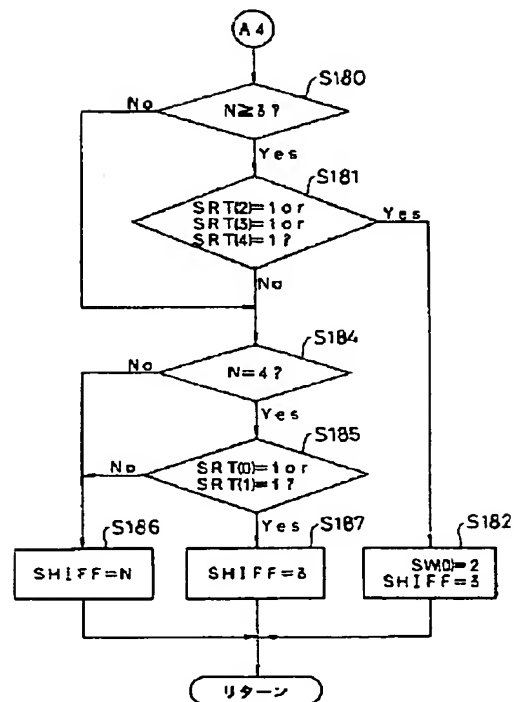 A4
S180
No
N≧3?
Yes
S181
SRT(2)=1 or
SRT(3)=1 or
SRT(4)=1?
Yes
No
S184
No
N=4?
Yes
S185
No
SRT(0)=1 or
SRT(1)=1?
S186
Yes
S187
S182
SHIFF=N
SHIFF=3
SW(0)=2
SHIFF=3
リターン